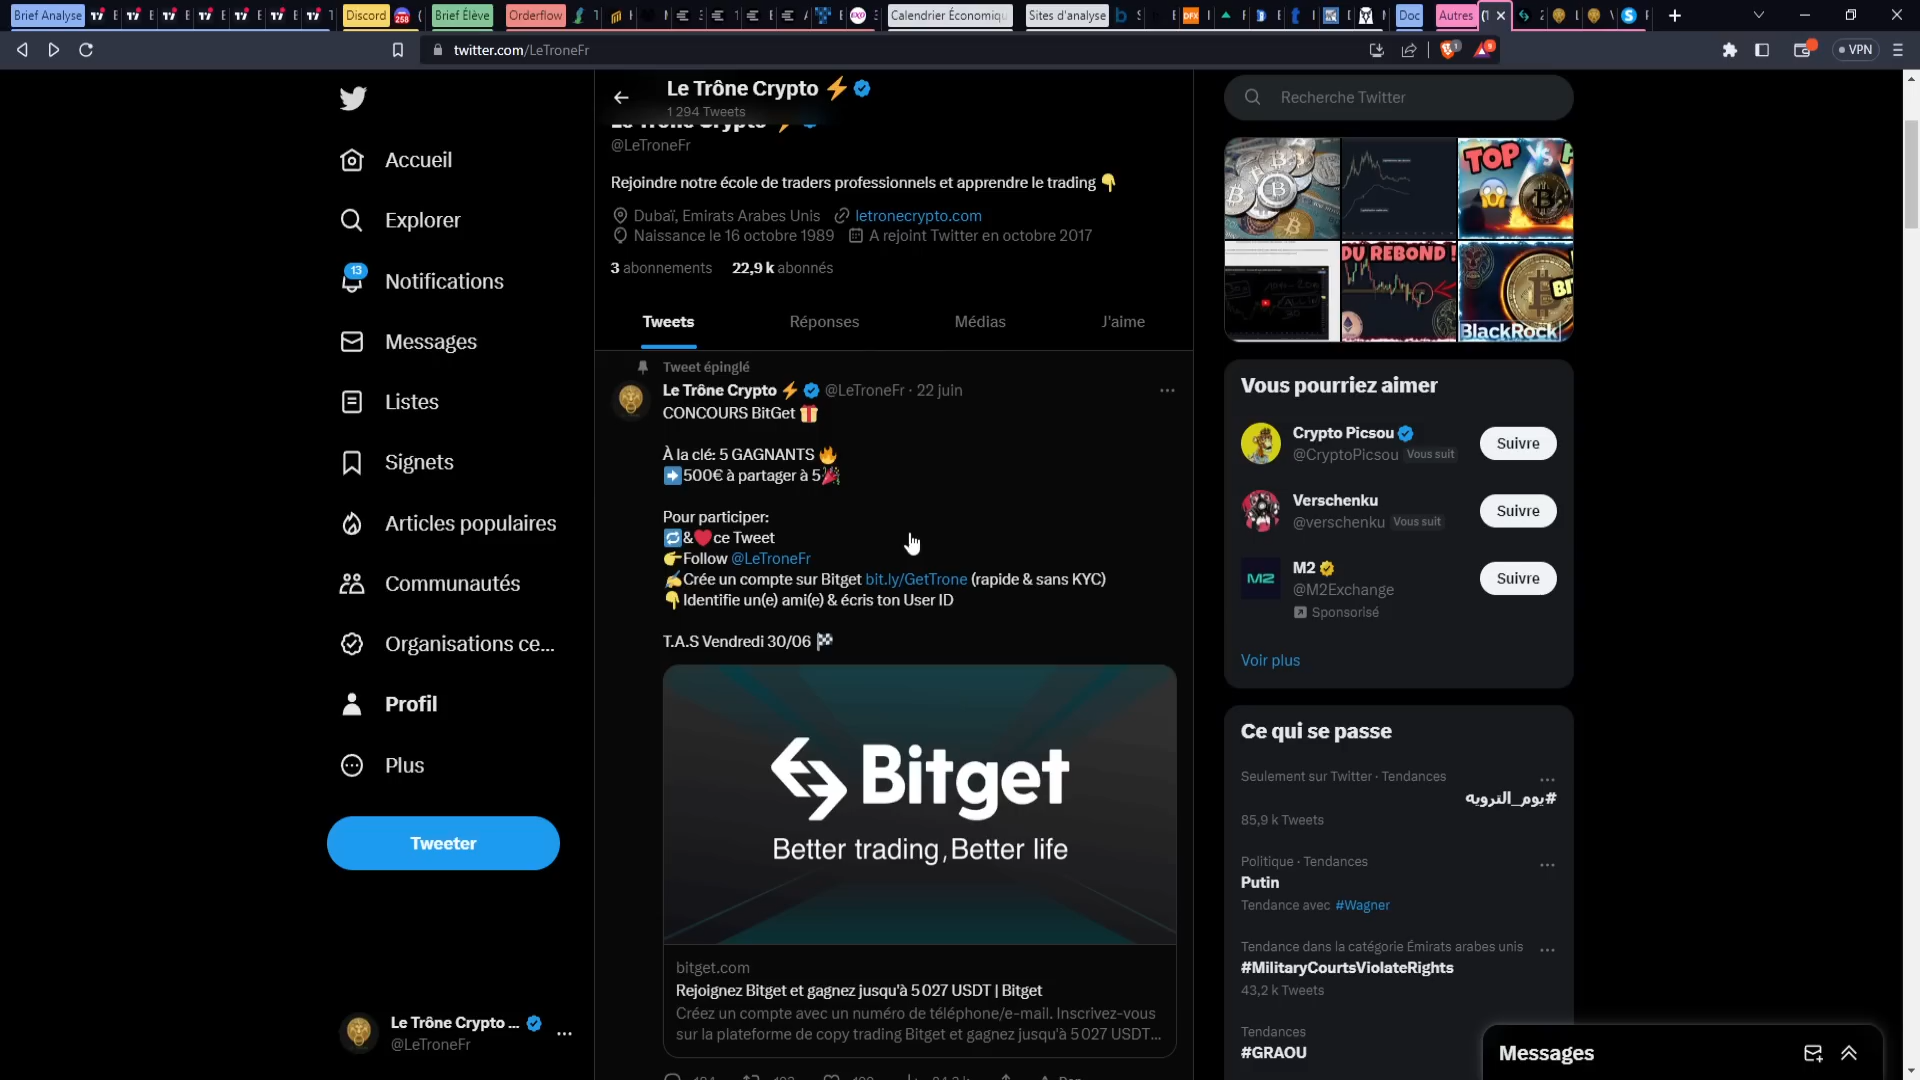 Brief Analyse
Discord
268
Brief Élève
Orderflow
Calendrier Économiq
Sites d'analyse
Doc
Autres
twitter.com/LeTroneFr
VPN
Accueil
Explorer
13
Notifications
Messages
Listes
Signets
Articles populaires
Communautés
Organisations ce...
Profil
Plus
Tweeter
Le Trône Crypto ...
@LeTroneFr
Le Trône Crypto ⚡
1 294 Tweets
Le Trône Crypto ⚡
@LeTroneFr
Rejoindre notre école de traders professionnels et apprendre le trading 👇
Dubaï, Emirats Arabes Unis letronecrypto.com
Naissance le 16 octobre 1989 A rejoint Twitter en octobre 2017
3 abonnements 22,9 k abonnés
Tweets Réponses Médias J'aime
Tweet épinglé
Le Trône Crypto ⚡ @LeTroneFr · 22 juin
CONCOURS BitGet 🎁
À la clé: 5 GAGNANTS 🔥
➡️500€ à partager à 5🎉
Pour participer:
🔁&❤️ce Tweet
👉Follow @LeTroneFr
✍️Crée un compte sur Bitget bit.ly/GetTrone (rapide & sans KYC)
👇Identifie un(e) ami(e) & écris ton User ID
T.A.S Vendredi 30/06 🏁
Bitget
Better trading, Better life
bitget.com
Rejoignez Bitget et gagnez jusqu'à 5 027 USDT | Bitget
Créez un compte avec un numéro de téléphone/e-mail. Inscrivez-vous
sur la plateforme de copy trading Bitget et gagnez jusqu'à 5 027 USDT...
Recherche Twitter
TOP VS
DU REBOND !
BlackRock
Vous pourriez aimer
Crypto Picsou
@CryptoPicsou Vous suit
Suivre
Verschenku
@verschenku Vous suit
Suivre
M2
M2
@M2Exchange
Sponsorisé
Suivre
Voir plus
Ce qui se passe
Seulement sur Twitter · Tendances
#يوم_الترويه
85,9 k Tweets
Politique · Tendances
Putin
Tendance avec #Wagner
Tendance dans la catégorie Émirats arabes unis
#MilitaryCourtsViolateRights
43,2 k Tweets
Tendances
#GRAOU
Messages